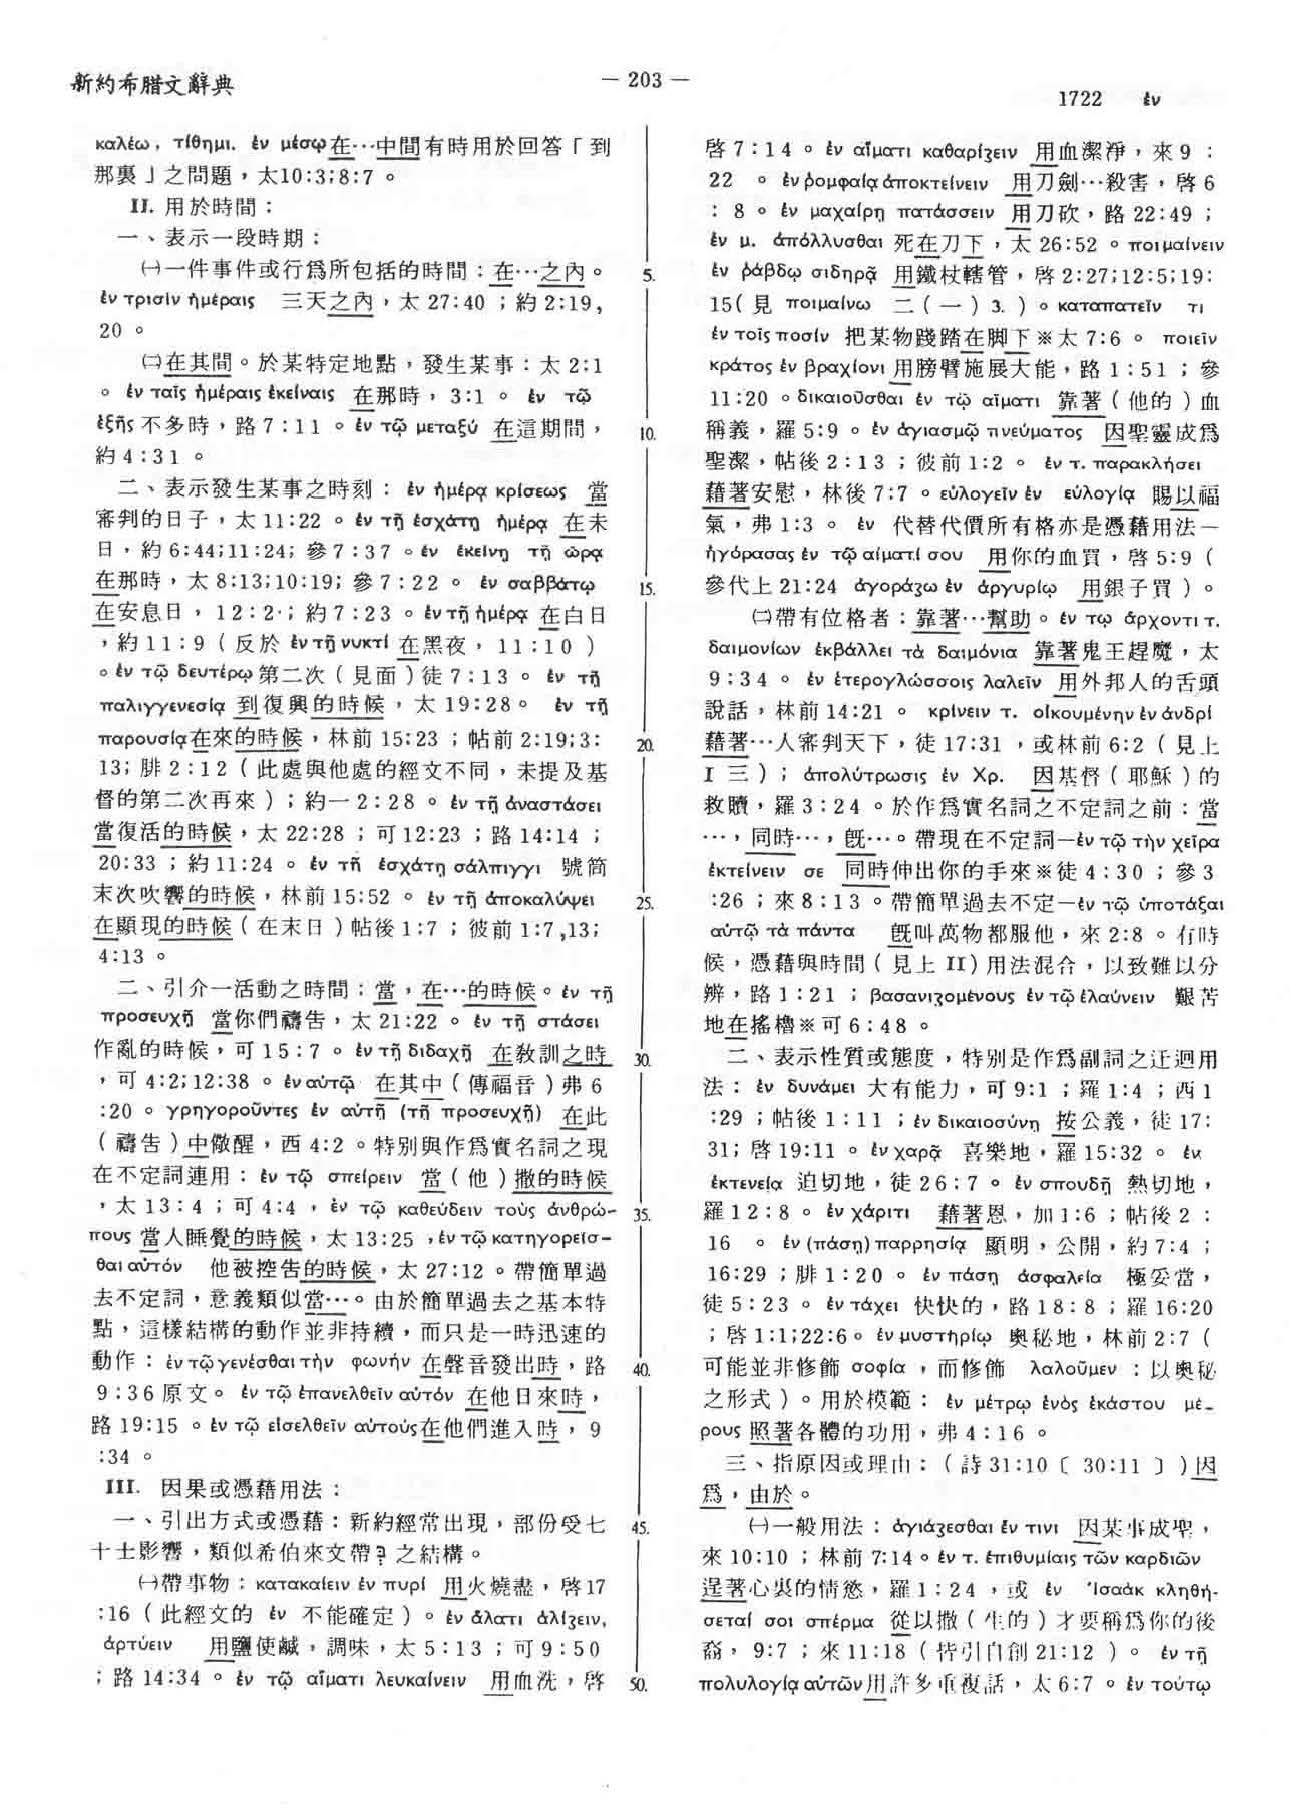 新約希腊文辭典
— 203 —
1722 ἐν
καλέω, τίθημι. ἐν μέσῳ在…中間有時用於回答「到
那裏」之問題，太10:3;8:7。
II. 用於時間：
一、表示一段時期：
㈠一件事件或行爲所包括的時間：在…之內。
ἐν τρισίν ἡμέραις 三天之內，太 27:40；約 2:19,
20。
㈡在其間。於某特定地點，發生某事：太 2:1
。ἐν ταῖς ἡμέραις ἐκείναις 在那時，3:1。ἐν τῷ
ἑξῆς 不多時，路 7:11。ἐν τῷ μεταξύ 在這期間，
約 4:31。
二、表示發生某事之時刻：ἐν ἡμέρᾳ κρίσεως 當
審判的日子，太 11:22。ἐν τῇ ἐσχάτῃ ἡμέρᾳ 在末
日，約 6:44;11:24; 參 7:37。ἐν ἐκείνῃ τῇ ὥρᾳ
在那時，太 8:13;10:19; 參 7:22。ἐν σαββάτῳ
在安息日，12:2；約 7:23。ἐν τῇ ἡμέρᾳ 在白日
，約 11:9（反於 ἐν τῇ νυκτί 在黑夜，11:10）
。ἐν τῷ δευτέρῳ 第二次（見面）徒 7:13。ἐν τῇ
παλιγγενεσίᾳ 到復興的時候，太 19:28。ἐν τῇ
παρουσίᾳ在來的時候，林前 15:23；帖前 2:19;3:
13; 腓 2:12（此處與他處的經文不同，未提及基
督的第二次再來）；約一 2:28。ἐν τῇ ἀναστάσει
當復活的時候，太 22:28；可12:23；路14:14；
20:33；約11:24。ἐν τῇ ἐσχάτῃ σάλπιγγι 號筒
末次吹響的時候，林前 15:52。ἐν τῇ ἀποκαλύψει
在顯現的時候（在末日）帖後 1:7；彼前 1:7,13;
4:13。
二、引介一活動之時間：當，在…的時候。ἐν τῇ
προσευχῇ 當你們禱告，太 21:22。ἐν τῇ στάσει
作亂的時候，可 15:7。ἐν τῇ διδαχῇ 在教訓之時
，可 4:2;12:38。ἐν αὐτῷ 在其中（傳福音）弗 6
:20。γρηγοροῦντες ἐν αὐτῇ (τῇ προσευχῇ) 在此
（禱告）中儆醒，西 4:2。特別與作爲實名詞之現
在不定詞連用：ἐν τῷ σπείρειν 當（他）撒的時候
，太 13:4；可 4:4，ἐν τῷ καθεύδειν τοὺς ἀνθρώ-
πους 當人睡覺的時候，太 13:25，ἐν τῷ κατηγορεῖσ-
θαι αὐτόν 他被控告的時候，太 27:12。帶簡單過
去不定詞，意義類似當…。由於簡單過去之基本特
點，這樣結構的動作並非持續，而只是一時迅速的
動作：ἐν τῷ γενέσθαι τὴν φωνήν 在聲音發出時，路
9:36 原文。ἐν τῷ ἐπανελθεῖν αὐτόν 在他日來時，
路 19:15。ἐν τῷ εἰσελθεῖν αὐτούς在他們進入時，9
:34。
III. 因果或憑藉用法：
一、引出方式或憑藉：新約經常出現，部份受七
十士影響，類似希伯來文帶 之結構。
㈠帶事物：κατακαίειν ἐν πυρί 用火燒盡，啓17
:16（此經文的 ἐν 不能確定）。ἐν ἅλατι ἁλίζειν,
ἀρτύειν 用鹽使鹹，調味，太 5:13；可 9:50
；路 14:34。ἐν τῷ αἵματι λευκαίνειν 用血洗，啓
5.
10.
15.
20.
25.
30.
35.
40.
45.
50.
啓 7:14。ἐν αἵματι καθαρίζειν 用血潔淨，來 9:
22 。ἐν ῥομφαίᾳ ἀποκτείνειν 用刀劍…殺害，啓 6
:8。ἐν μαχαίρῃ πατάσσειν 用刀砍，路 22:49；
ἐν μ. ἀπόλλυσθαι 死在刀下，太 26:52。ποιμαίνειν
ἐν ῥάβδῳ σιδηρᾷ 用鐵杖轄管，啓 2:27;12:5;19:
15（見 ποιμαίνω 二（一）3.）。καταπατεῖν τι
ἐν τοῖς ποσίν 把某物踐踏在脚下※太 7:6。ποιεῖν
κράτος ἐν βραχίονι 用膀臂施展大能，路 1:51；參
11:20。δικαιοῦσθαι ἐν τῷ αἵματι 靠著（他的）血
稱義，羅 5:9。ἐν ἁγιασμῷ πνεύματος 因聖靈成爲
聖潔，帖後 2:13；彼前 1:2。ἐν τ. παρακλήσει
藉著安慰，林後 7:7。εὐλογεῖν ἐν εὐλογίᾳ 賜以福
氣，弗 1:3。ἐν 代替代價所有格亦是憑藉用法—
ἠγόρασας ἐν τῷ αἵματί σου 用你的血買，啓 5:9（
參代上 21:24 ἀγοράζω ἐν ἀργυρίῳ 用銀子買）。
㈡帶有位格者：靠著…幫助。ἐν τῳ ἄρχοντι τ.
δαιμονίων ἐκβάλλει τὰ δαιμόνια 靠著鬼王趕魔，太
9:34。ἐν ἑτερογλώσσοις λαλεῖν 用外邦人的舌頭
說話，林前 14:21。κρίνειν τ. οἰκουμένην ἐν ἀνδρί
藉著…人審判天下，徒 17:31，或林前 6:2（見上
I 三）；ἀπολύτρωσις ἐν Χρ. 因基督（耶穌）的
救贖，羅 3:24。於作爲實名詞之不定詞之前：當
…，同時…，旣…。帶現在不定詞—ἐν τῷ τὴν χεῖρα
ἐκτείνειν σε 同時伸出你的手來※徒 4:30；參 3
:26；來 8:13。帶簡單過去不定—ἐν τῷ ὑποτάξαι
αὐτῷ τὰ πάντα 旣叫萬物都服他，來 2:8。有時
候，憑藉與時間（見上 II）用法混合，以致難以分
辨，路 1:21；βασανιζομένους ἐν τῷ ἐλαύνειν 艱苦
地在搖櫓※可 6:48。
二、表示性質或態度，特別是作爲副詞之迂迴用
法：ἐν δυνάμει 大有能力，可 9:1；羅 1:4；西 1
:29；帖後 1:11；ἐν δικαιοσύνῃ 按公義，徒 17:
31; 啓 19:11。ἐν χαρᾷ 喜樂地，羅 15:32。ἐν
ἐκτενείᾳ 迫切地，徒 26:7。ἐν σπουδῇ 熱切地，
羅 12:8。ἐν χάριτι 藉著恩，加 1:6；帖後 2:
16 。ἐν (πάσῃ) παρρησίᾳ 顯明，公開，約 7:4；
16:29；腓 1:20。ἐν πάσῃ ἀσφαλείᾳ 極妥當，
徒 5:23。ἐν τάχει 快快的，路 18:8；羅 16:20
；啓 1:1;22:6。ἐν μυστηρίῳ 奧秘地，林前 2:7（
可能並非修飾 σοφία，而修飾 λαλοῦμεν：以奧秘
之形式）。用於模範：ἐν μέτρῳ ἑνὸς ἑκάστου μέ-
ρους 照著各體的功用，弗 4:16。
三、指原因或理由：（詩 31:10〔30:11〕）因
爲，由於。
㈠一般用法：ἁγιάζεσθαι ἔν τινι 因某事成聖，
來 10:10；林前 7:14。ἐν τ. ἐπιθυμίαις τῶν καρδιῶν
逞著心裏的情慾，羅 1:24，或 ἐν Ἰσαὰκ κληθή-
σεταί σοι σπέρμα 從以撒（生的）才要稱爲你的後
裔，9:7；來 11:18（皆引自創 21:12）。ἐν τῇ
πολυλογίᾳ αὐτῶν用許多重複話，太 6:7。ἐν τούτῳ